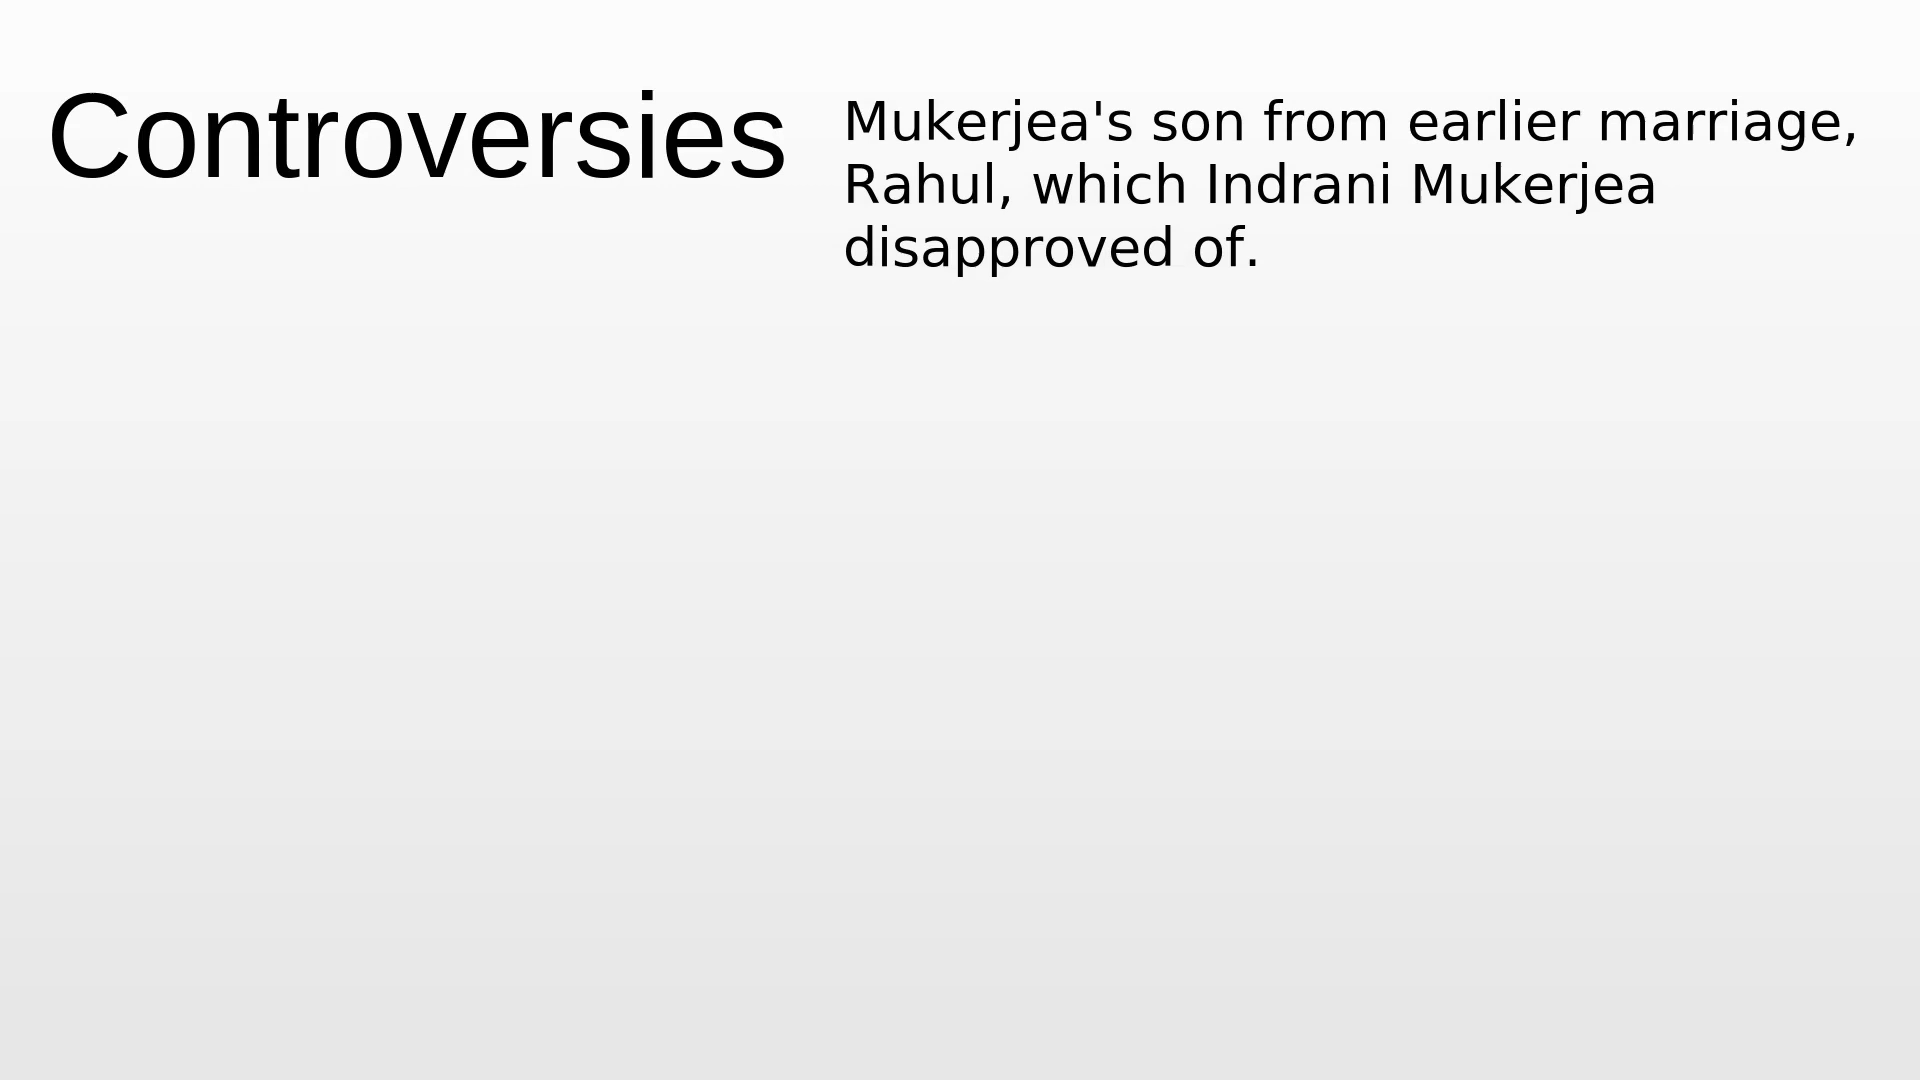 Controversies
Mukerjea's son from earlier marriage,
Rahul, which Indrani Mukerjea
disapproved of.